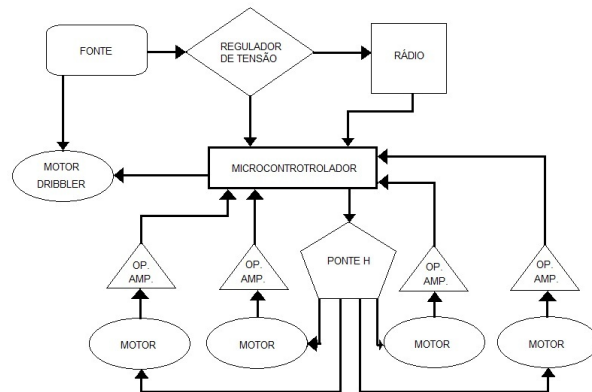 FONTE
REGULADOR
DE TENSÃO
RÁDIO
MOTOR
DRIBBLER
MICROCONTROTROLADOR
PONTE H
OP.
AMP.
OP.
AMP.
OP.
AMP.
OP.
AMP.
MOTOR
MOTOR
MOTOR
MOTOR